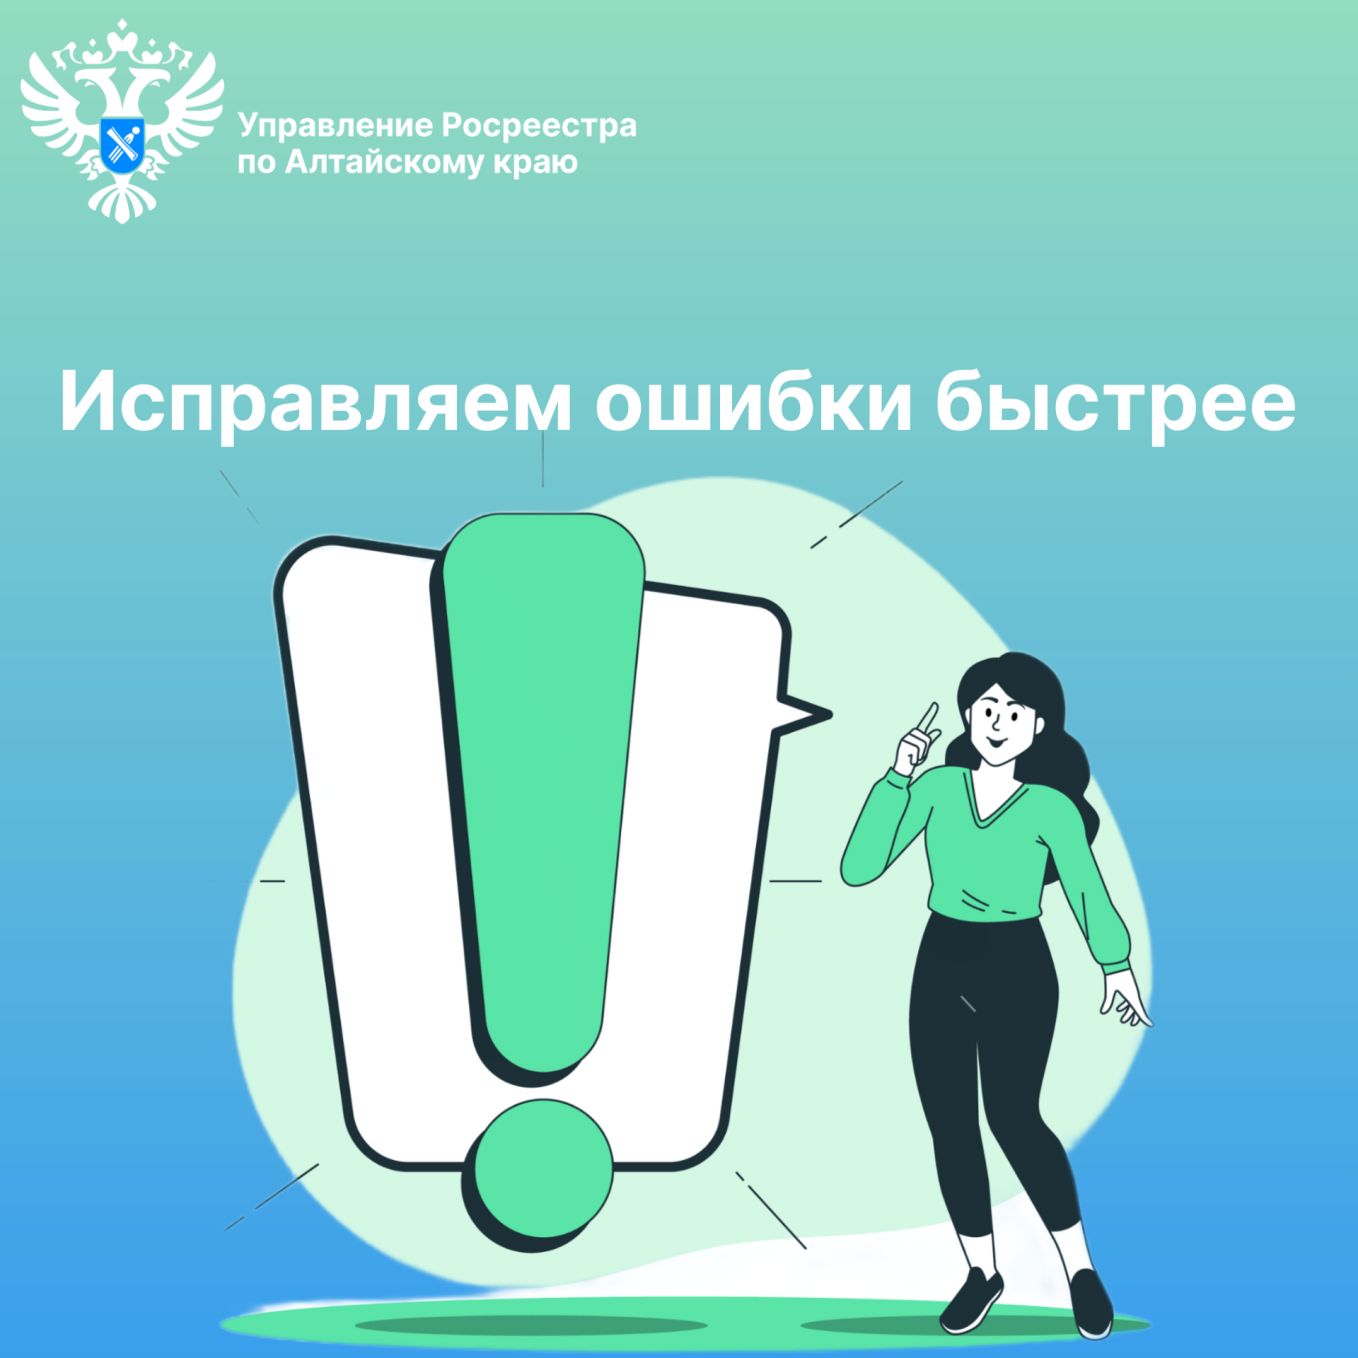 Управление Росреестра
по Алтайскому краю
Исправляем ошибки быстрее